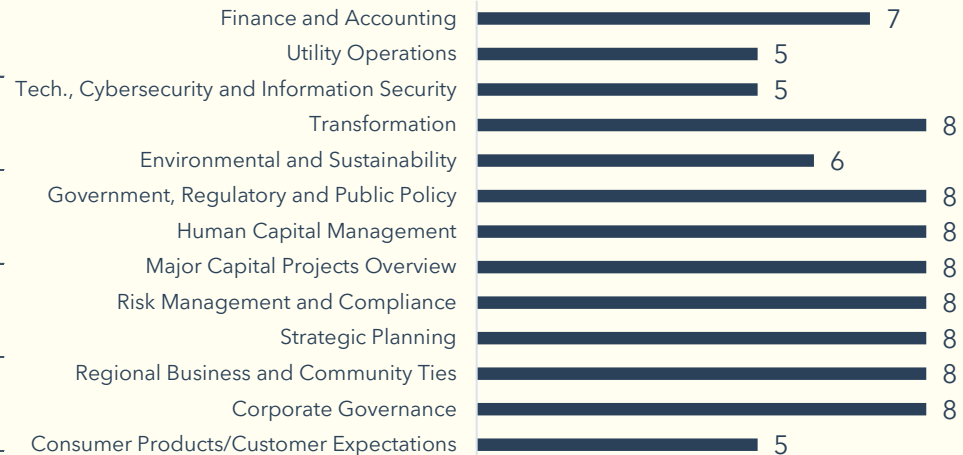 Finance and Accounting 7
Utility Operations 5
Tech., Cybersecurity and Information Security 5
Transformation 8
Environmental and Sustainability 6
Government, Regulatory and Public Policy 8
Human Capital Management 8
Major Capital Projects Overview 8
Risk Management and Compliance 8
Strategic Planning 8
Regional Business and Community Ties 8
Corporate Governance 8
Consumer Products/Customer Expectations 5